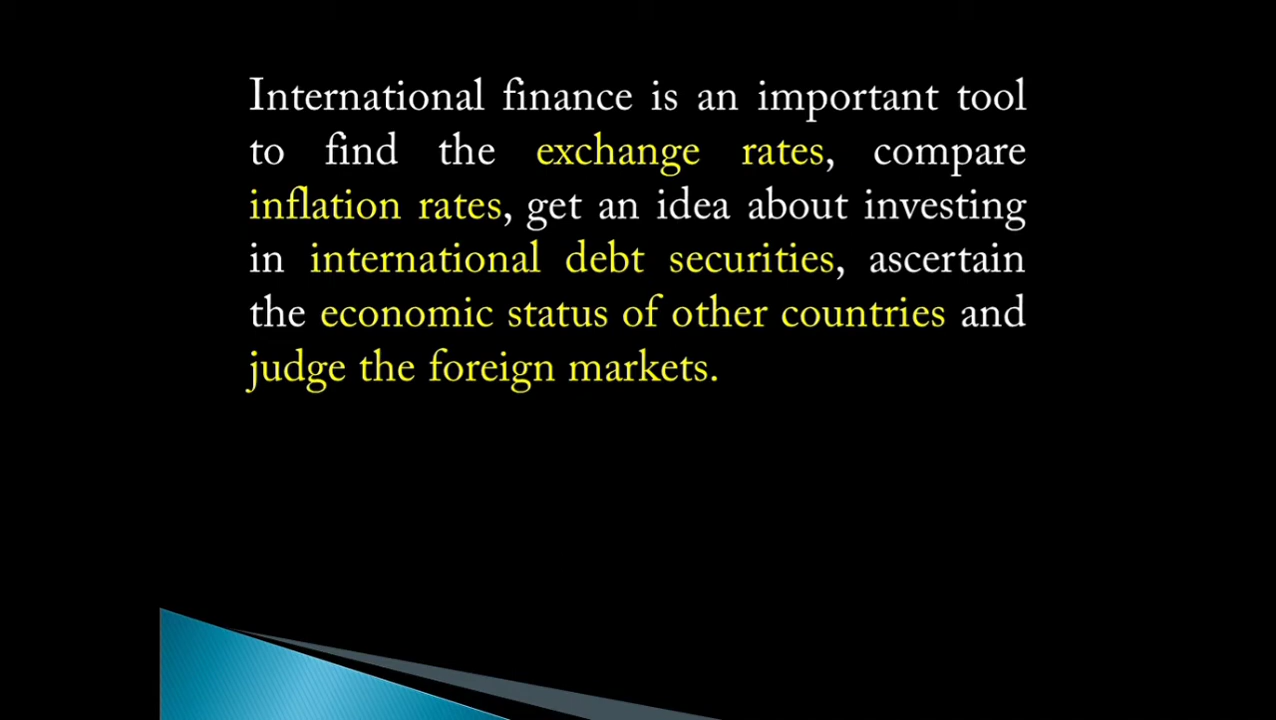 International finance is an important tool
to find the exchange rates, compare
inflation rates, get an idea about investing
in international debt securities, ascertain
the economic status of other countries and
judge the foreign markets.